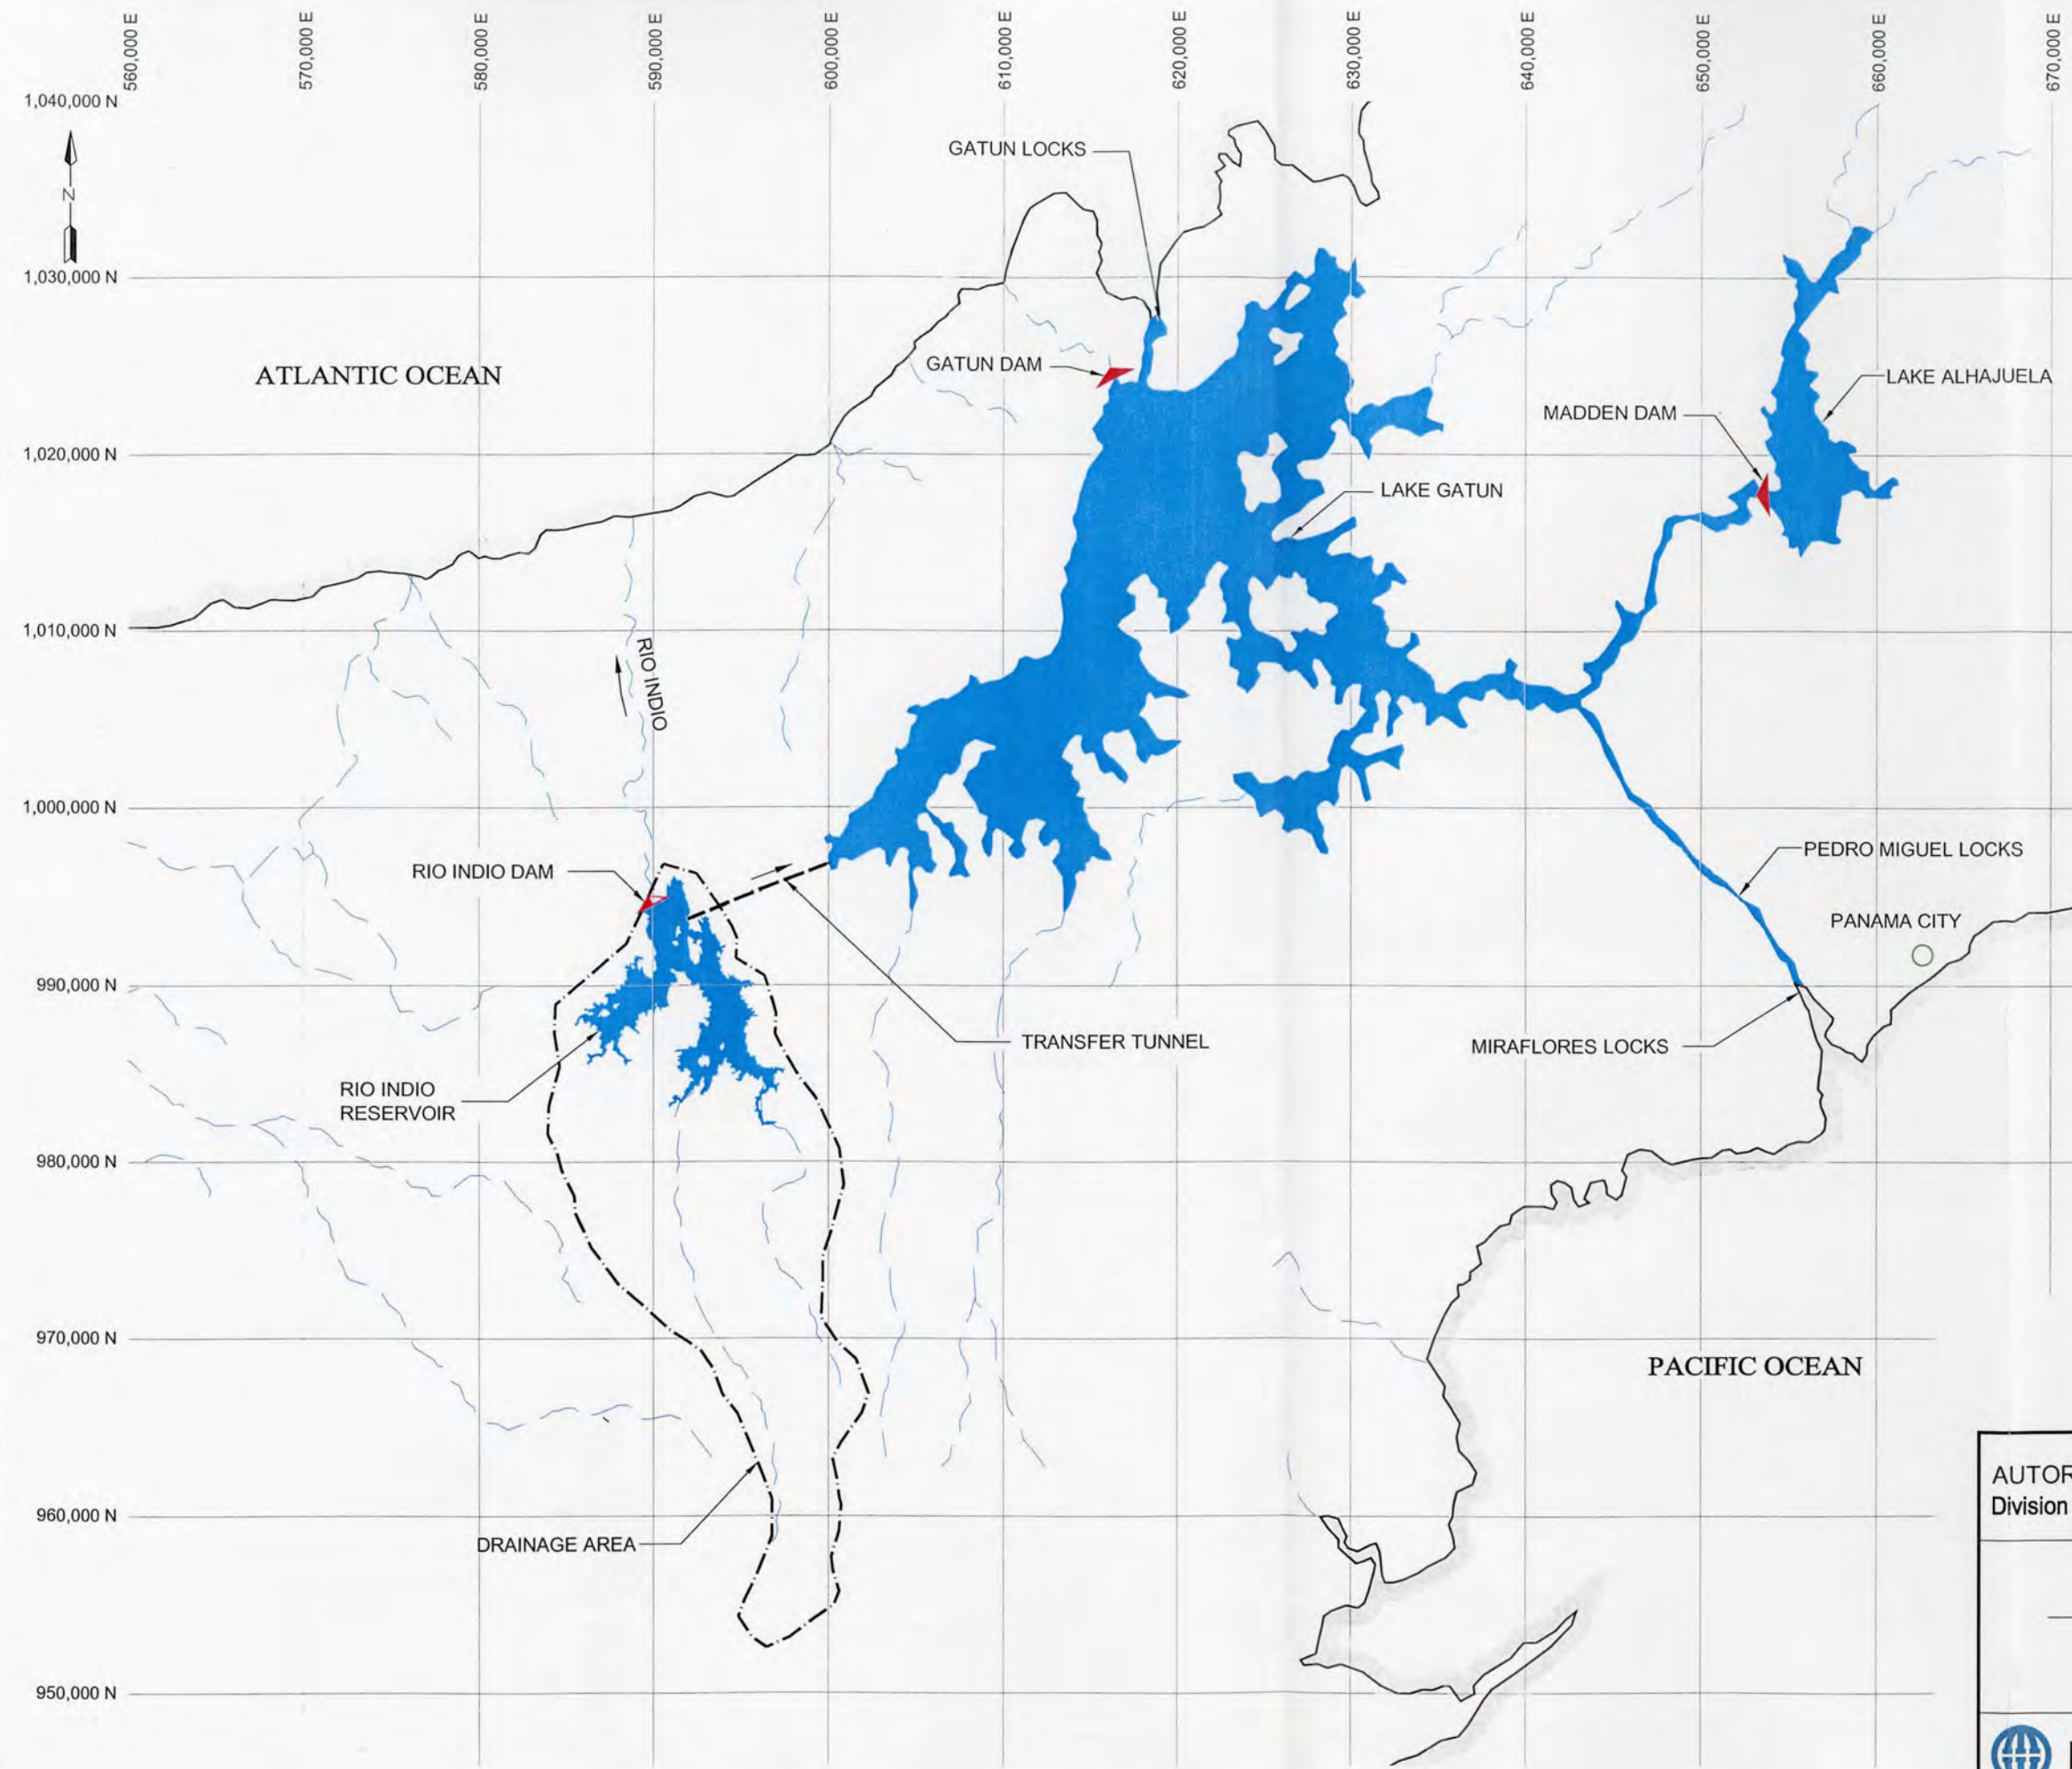 560,000 E
570,000 E
580,000 E
590,000 E
600,000 E
610,000 E
620,000 E
630,000 E
640,000 E
650,000 E
660,000 E
670,000 E
1,040,000 N
N
GATUN LOCKS
1,030,000 N
ATLANTIC OCEAN
GATUN DAM
LAKE ALHAJUELA
MADDEN DAM
1,020,000 N
LAKE GATUN
1,010,000 N
RIO INDIO
1,000,000 N
PEDRO MIGUEL LOCKS
RIO INDIO DAM
PANAMA CITY
990,000 N
TRANSFER TUNNEL
MIRAFLORES LOCKS
RIO INDIO
RESERVOIR
980,000 N
970,000 N
PACIFIC OCEAN
AUTOR
Division
960,000 N
DRAINAGE AREA
950,000 N